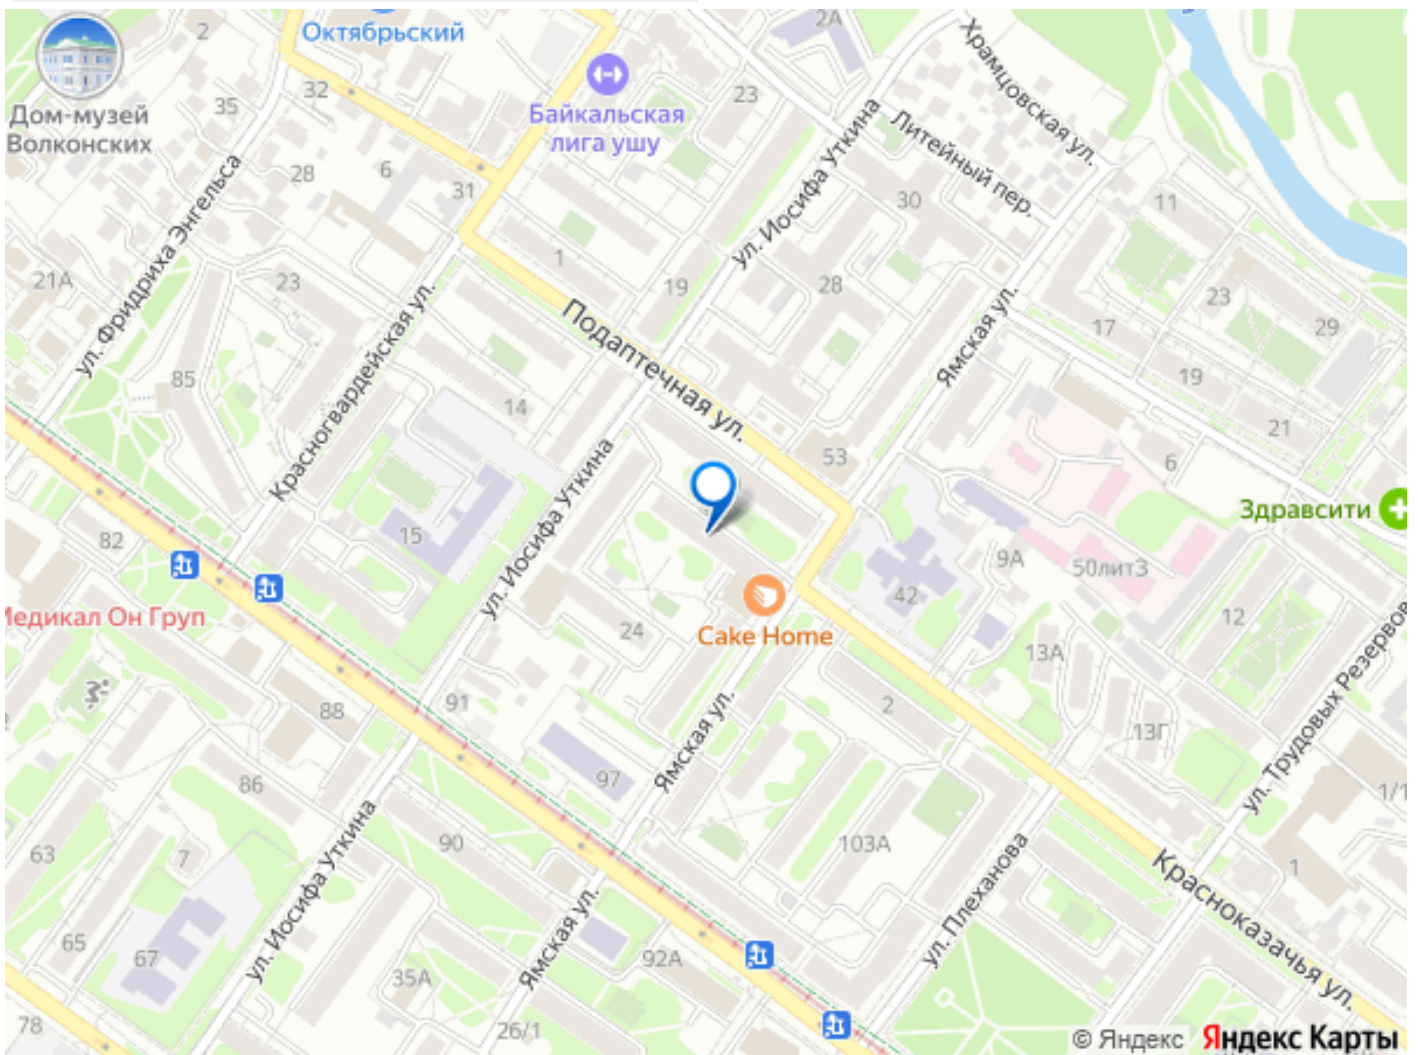 2
Октябрьский
2А
Дом-музей
Волконских
35
32
Байкальская
лига ушу
23
Храмцовская ул.
Литейный пер.
ул. Иосифа Уткина
28
6
31
30
11
ул. Фридриха Энгельса
21А
23
1
19
28
23
29
17
Подаптечная ул.
Красногвардейская ул.
Ямская ул.
85
14
19
21
53
6
Здравсити
15
82
ул. Иосифа Уткина
9А
50лит3
42
Медикал Он Груп
Cake Home
24
12
13А
91
88
2
13Г
ул. Трудовых Резервов
97
Ямская ул.
86
1/1
63
7
90
103А
1
ул. Иосифа Уткина
ул. Плеханова
Красноказачья ул.
65
67
35А
Ямская ул.
92А
78
26/1
© Яндекс Яндекс Карты